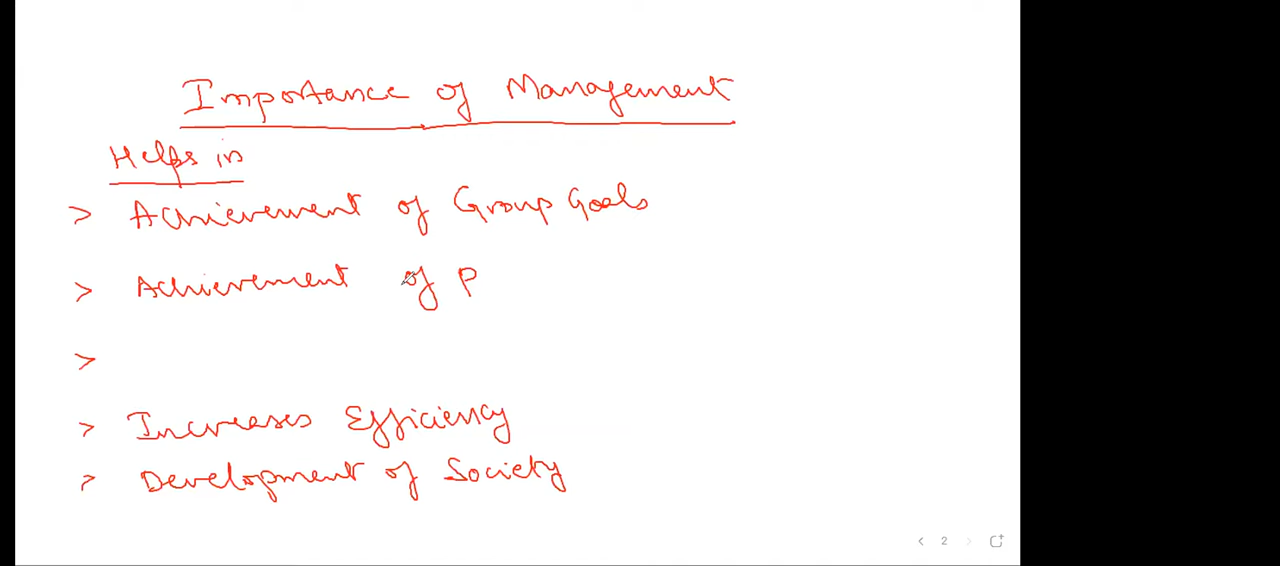 Importance of Management
Helps in
> Achievement of Group Goals
> Achievement of P
>
> Increases Efficiency
> Development of Society
< 2 >